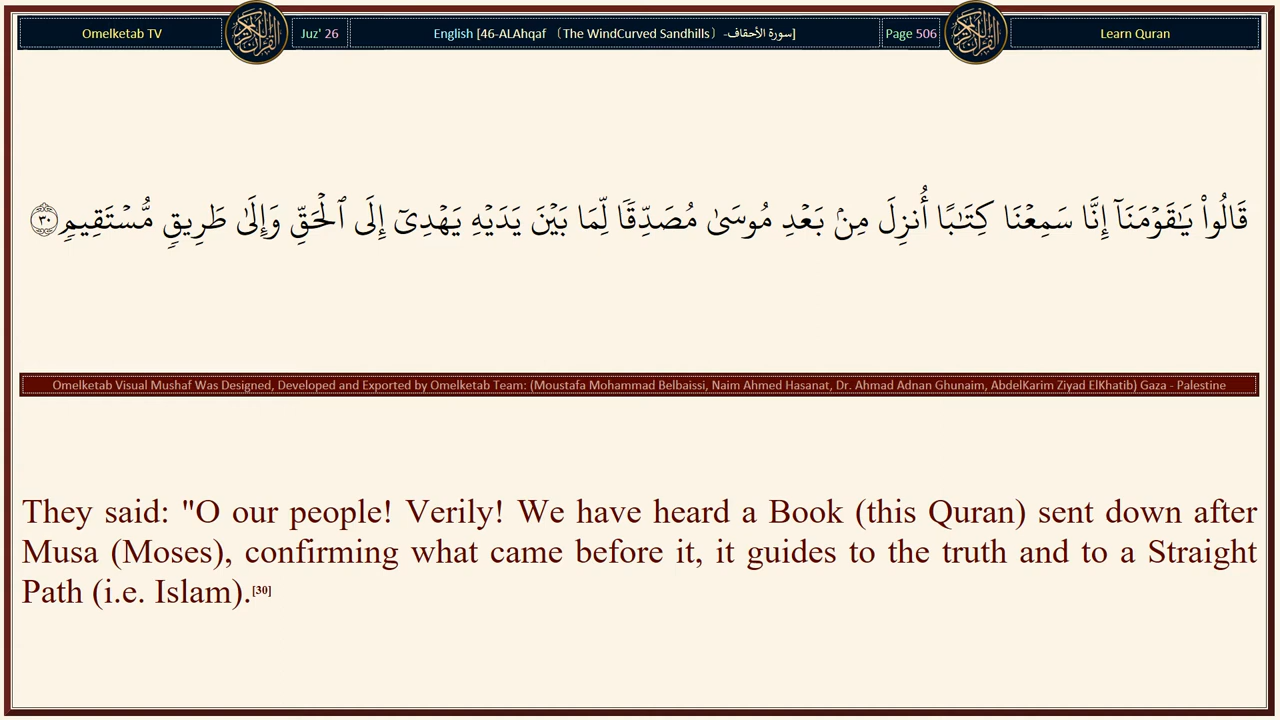 Omelketab TV
Juz' 26
English [46-ALAhqaf （The WindCurved Sandhills）-سورة الأحقاف]
Page 506
Learn Quran
قَالُوا۟ يَـٰقَوْمَنَآ إِنَّا سَمِعْنَا كِتَـٰبًا أُنزِلَ مِنۢ بَعْدِ مُوسَىٰ مُصَدِّقًۭا لِّمَا بَيْنَ يَدَيْهِ يَهْدِىٓ إِلَى ٱلْحَقِّ وَإِلَىٰ طَرِيقٍۢ مُّسْتَقِيمٍۢ ٣٠
Omelketab Visual Mushaf Was Designed, Developed and Exported by Omelketab Team: (Moustafa Mohammad Belbaissi, Naim Ahmed Hasanat, Dr. Ahmad Adnan Ghunaim, AbdelKarim Ziyad ElKhatib) Gaza - Palestine
They said: "O our people! Verily! We have heard a Book (this Quran) sent down after
Musa (Moses), confirming what came before it, it guides to the truth and to a Straight
Path (i.e. Islam).[30]